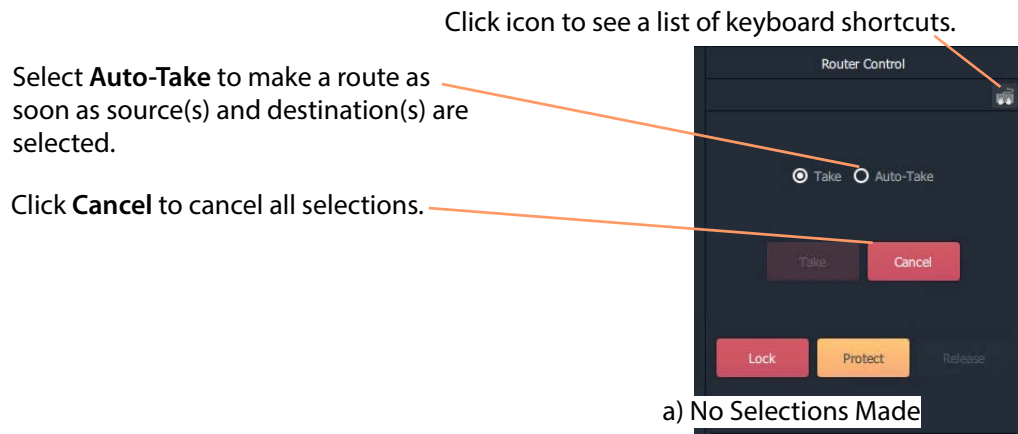 Click icon to see a list of keyboard shortcuts.
Router Control
Select Auto-Take to make a route as
soon as source(s) and destination(s) are
selected.
Take Auto-Take
Click Cancel to cancel all selections.
Take Cancel
Lock Protect Release
a) No Selections Made